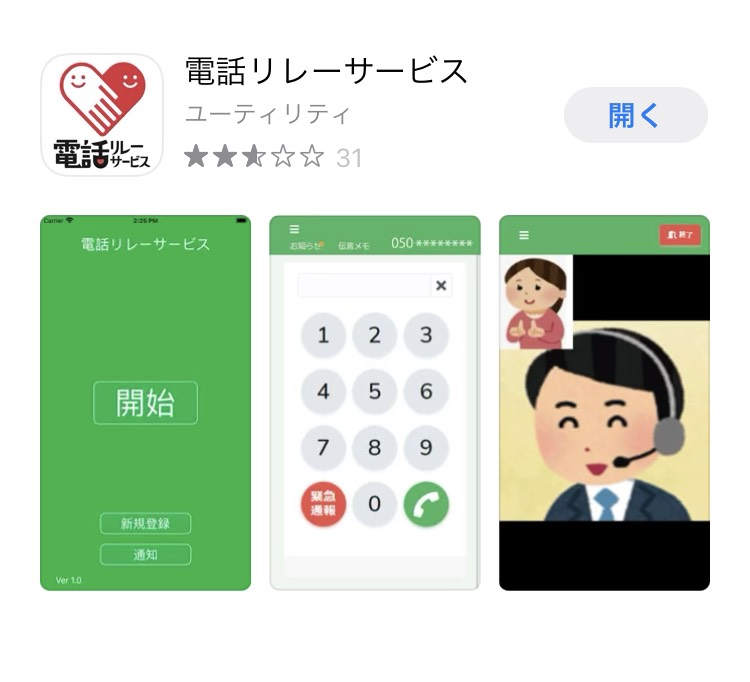 電話リレーサービス
ユーティリティ
31
開く
電話リレー
サービス
Carrier 2:25 PM
電話リレーサービス
開始
新規登録
通知
Ver 1.0
お知らせ 伝言メモ 050********
1 2 3
4 5 6
7 8 9
緊急
通報
0
終了